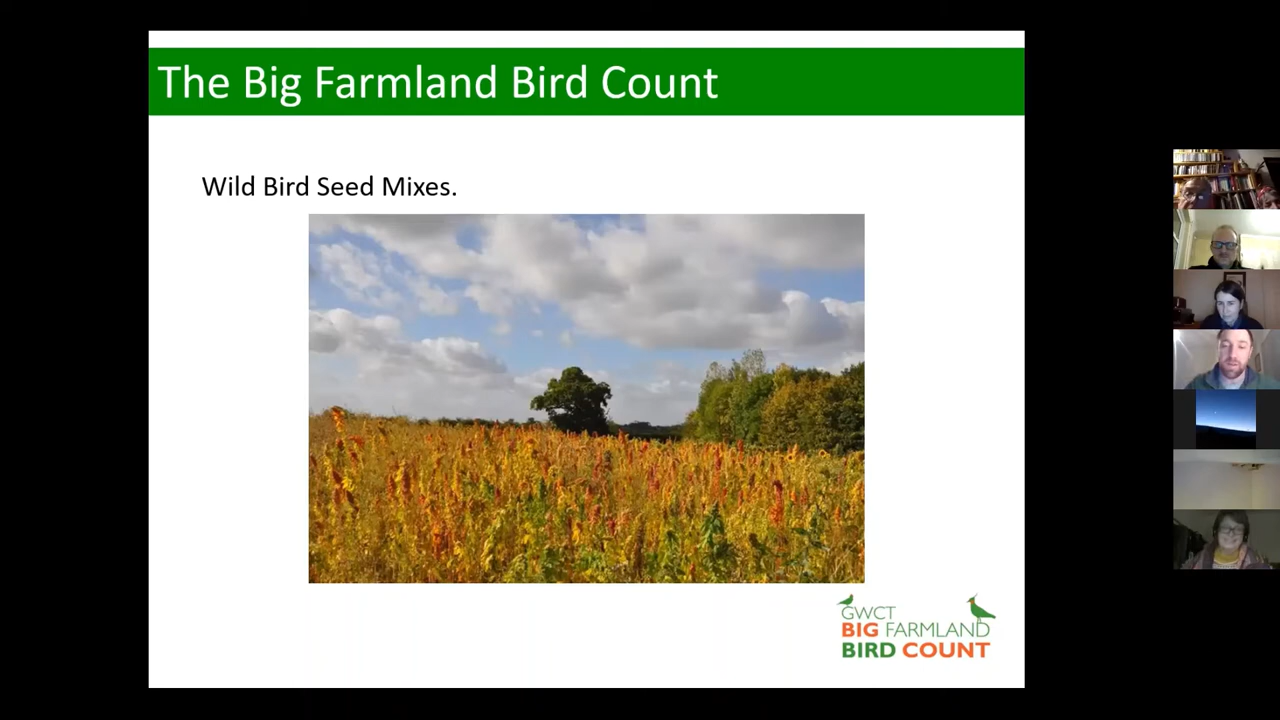 The Big Farmland Bird Count
Wild Bird Seed Mixes.
GWCT
BIG FARMLAND
BIRD COUNT